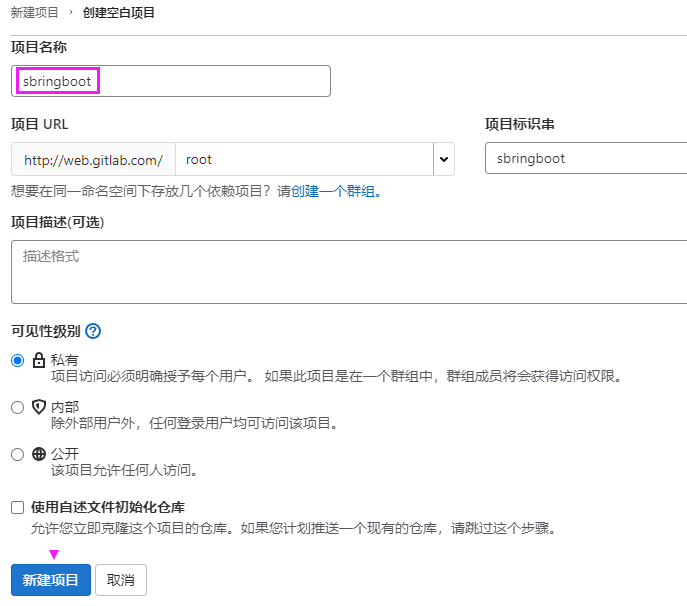 新建项目 › 创建空白项目
项目名称
sbringboot
项目 URL 项目标识串
http://web.gitlab.com/ root sbringboot
想要在同一命名空间下存放几个依赖项目？请创建一个群组。
项目描述(可选)
描述格式
可见性级别 ?
私有
项目访问必须明确授予每个用户。 如果此项目是在一个群组中，群组成员将会获得访问权限。
内部
除外部用户外，任何登录用户均可访问该项目。
公开
该项目允许任何人访问。
使用自述文件初始化仓库
允许您立即克隆这个项目的仓库。如果您计划推送一个现有的仓库，请跳过这个步骤。
新建项目 取消